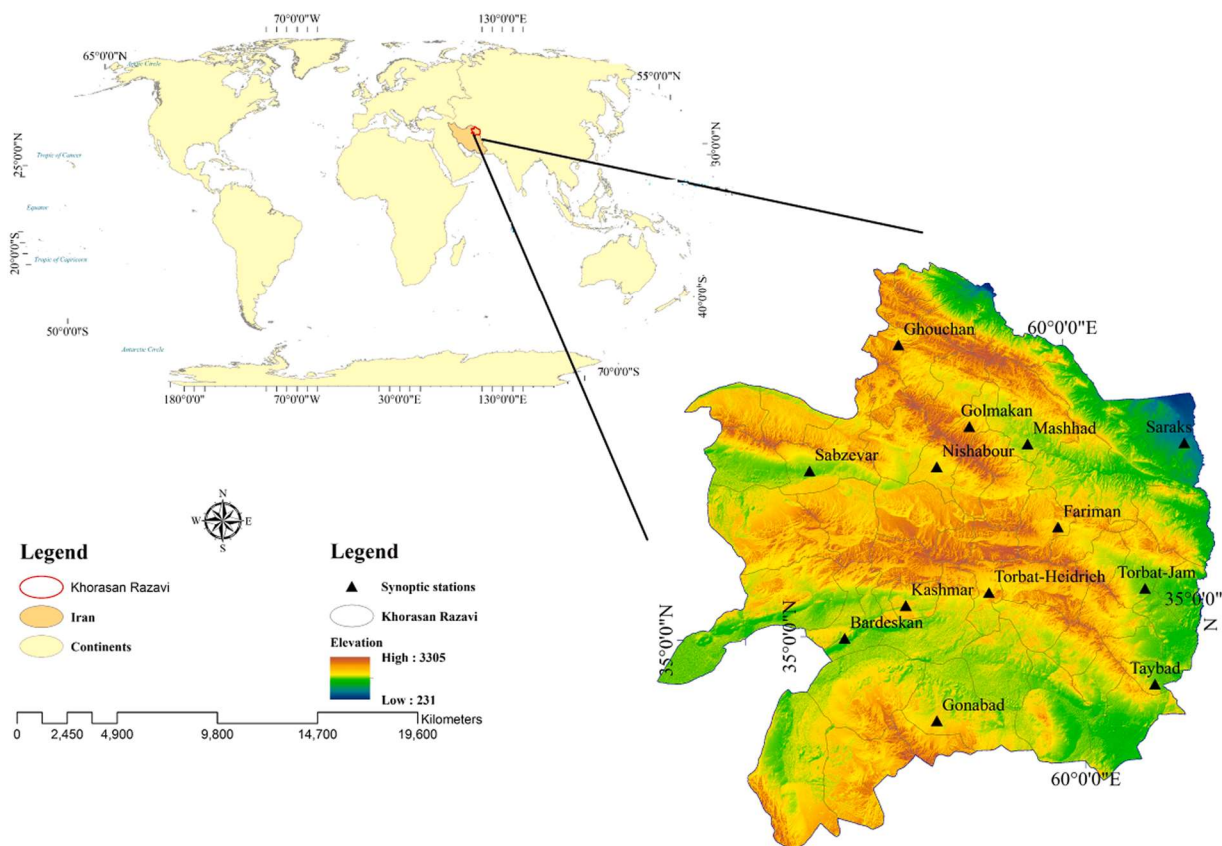 70°0'0"W
130°0'0"E
65°0'0"N
Arctic Circle
55°0'0"N
Tropic of Cancer
25°0'0"N
30°0'0"N
Equator
20°0'0"S
Tropic of Capricorn
40°0'0"S
50°0'0"S
Antarctic Circle
70°0'0"S
180°0'0"
70°0'0"W
30°0'0"E
130°0'0"E
Ghouchan
60°0'0"E
Golmakan
Mashhad
Saraks
Sabzevar
Nishabour
Fariman
Torbat-Heidrich
Torbat-Jam
Kashmar
35°0'0"
N
Bardeskan
35°0'0"N
35°0'0"N
Taybad
Gonabad
60°0'0"E
N
W E
S
Legend
Khorasan Razavi
Iran
Continents
Legend
Synoptic stations
Khorasan Razavi
Elevation
High : 3305
Low : 231
Kilometers
0 2,450 4,900 9,800 14,700 19,600